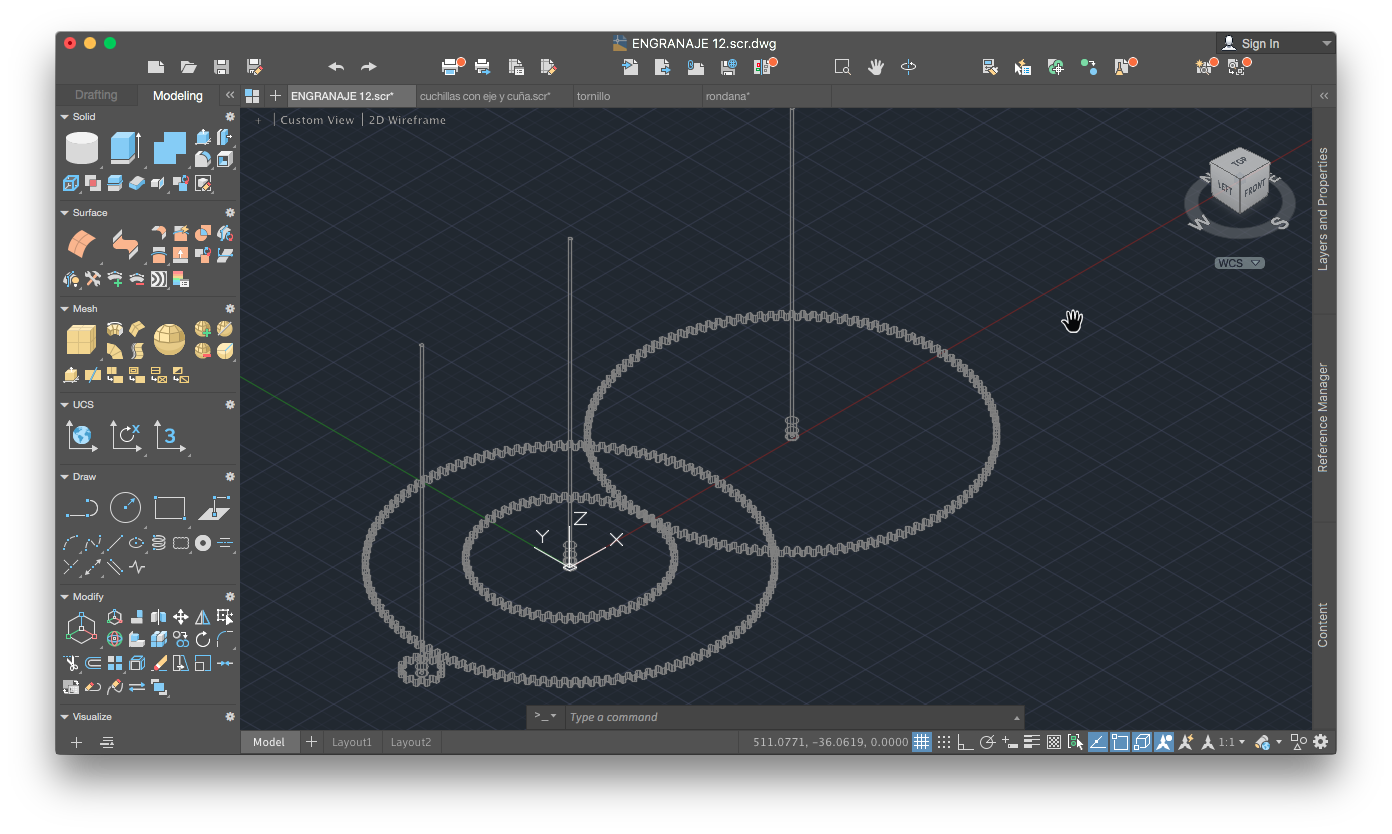 ENGRANAJE 12.scr.dwg
Sign In
Drafting
Modeling
ENGRANAJE 12.scr*
cuchillas con eje y cuña.scr*
tornillo
rondana*
Solid
+ Custom View 2D Wireframe
TOP
LEFT
FRONT
N
E
W
S
WCS
Layers and Properties
Surface
Mesh
UCS
X
3
Reference Manager
Draw
Z
Y
X
Modify
Content
Visualize
>_ Type a command
Model
Layout1
Layout2
511.0771, -36.0619, 0.0000
1:1